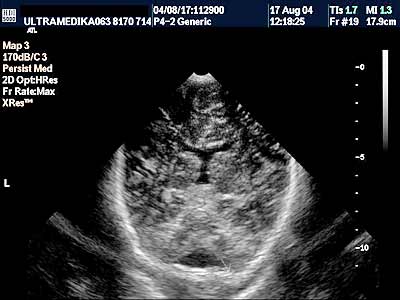 ULTRAMEDIKA063 8170 714
04/08/17:112900
P4-2 Generic
17 Aug 04
12:18:25
TIs 1.7 MI 1.3
Fr #19 17.9cm
ATL
Map 3
170dB/C 3
Persist Med
2D Opt:HRes
Fr Rate:Max
XRes™
L
0
5
10